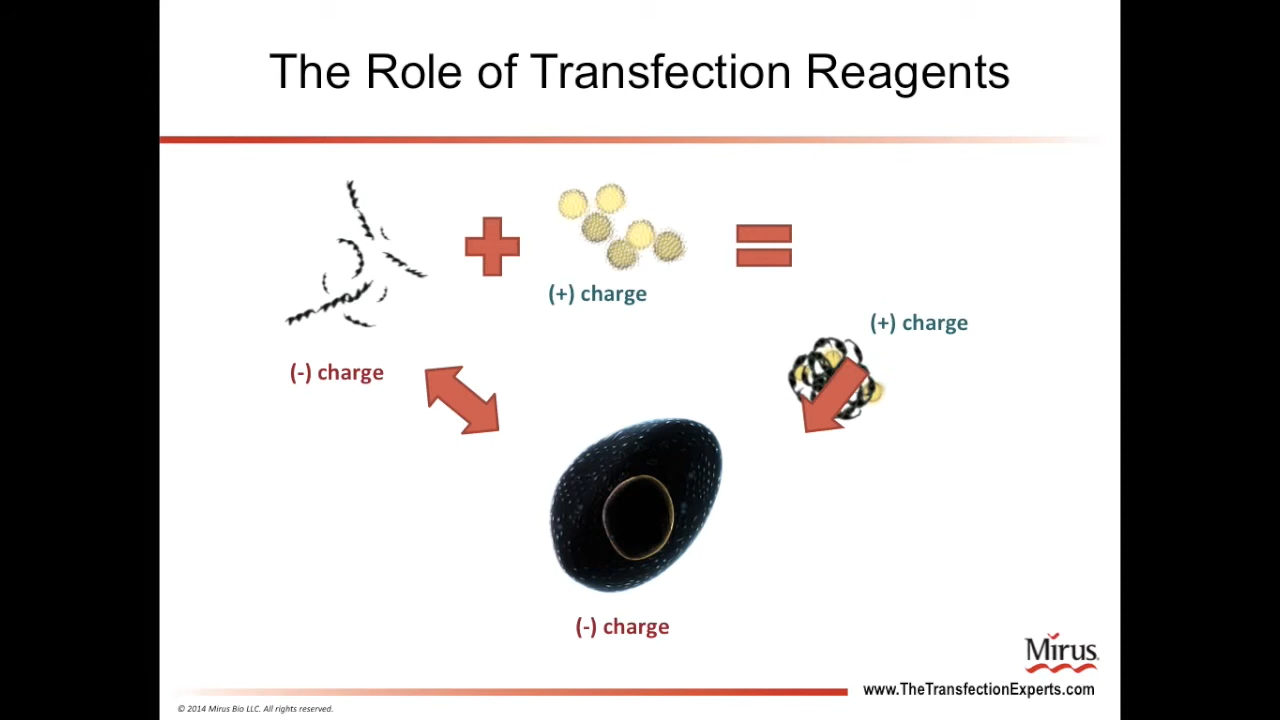 The Role of Transfection Reagents
(+) charge
(+) charge
(-) charge
(-) charge
Mirus
www.TheTransfectionExperts.com
© 2014 Mirus Bio LLC. All rights reserved.